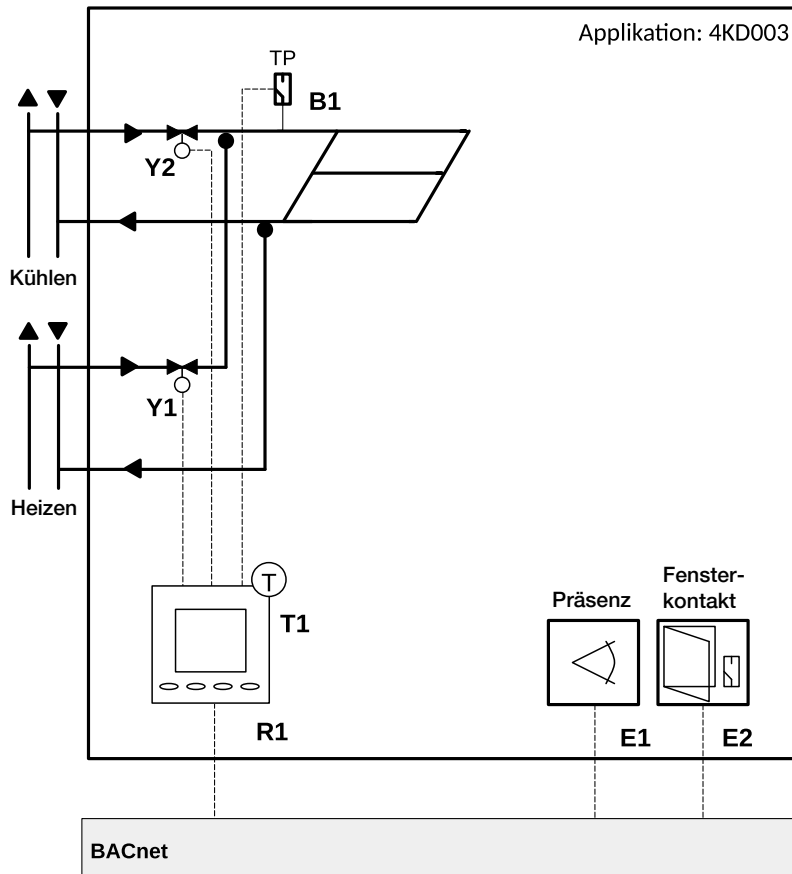 Applikation: 4KD003
TP
B1
Y2
Kühlen
Y1
Heizen
T
T1
Präsenz
Fenster-
kontakt
R1
E1
E2
BACnet